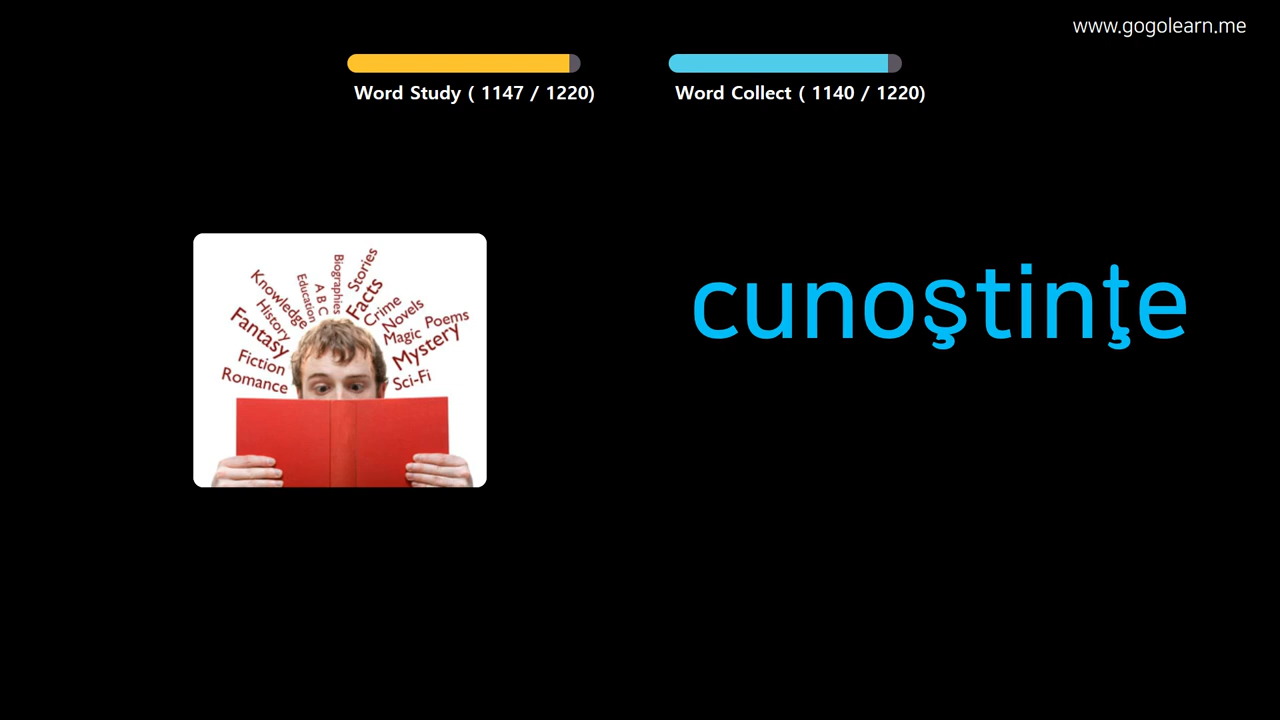 www.gogolearn.me
Word Study ( 1147 / 1220)
Word Collect ( 1140 / 1220)
cunoştinţe
Knowledge
History
Fantasy
Fiction
Romance
Education
A B C
Biographies
Stories
Facts
Crime
Novels
Magic
Poems
Mystery
Sci-Fi